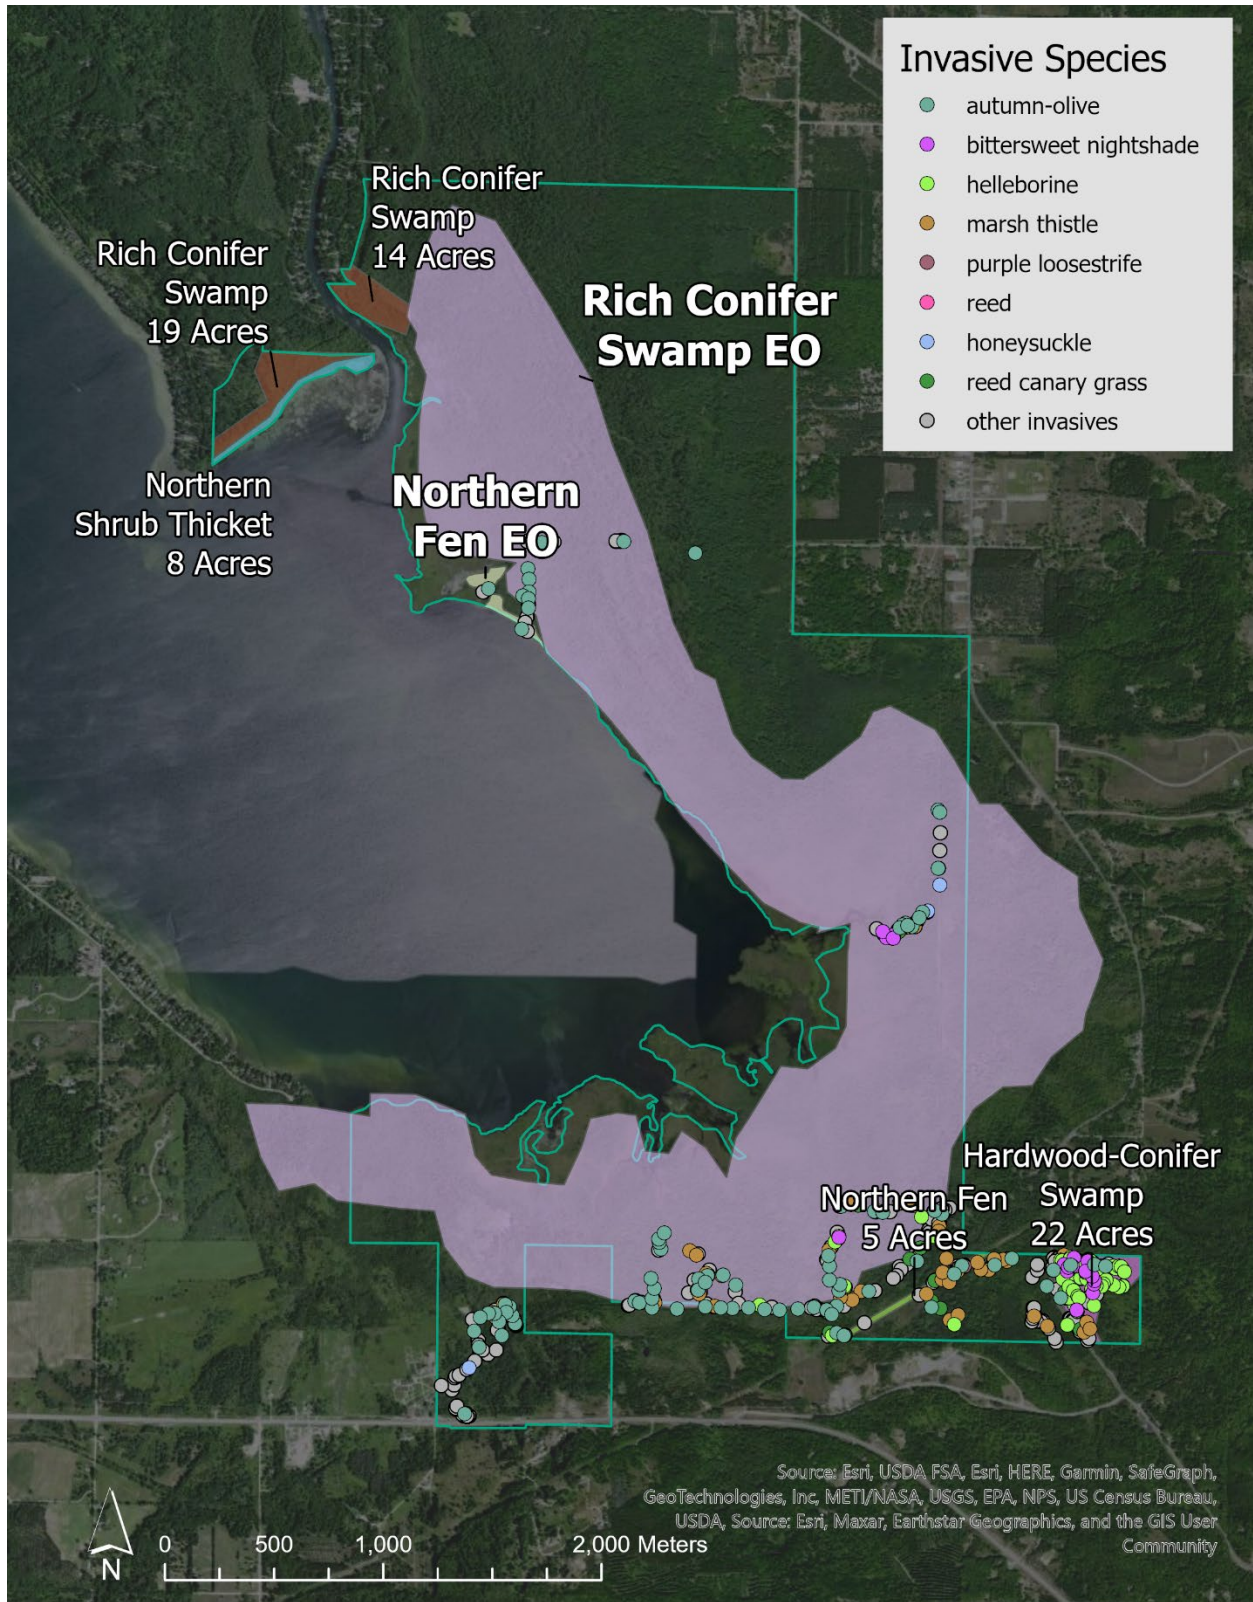 Invasive Species
autumn-olive
bittersweet nightshade
helleborine
marsh thistle
purple loosestrife
reed
honeysuckle
reed canary grass
other invasives
Rich Conifer
Swamp
14 Acres
Rich Conifer
Swamp
19 Acres
Rich Conifer
Swamp EO
Northern
Shrub Thicket
8 Acres
Northern
Fen EO
Hardwood-Conifer
Swamp
22 Acres
Northern Fen
5 Acres
Source: Esri, USDA FSA, Esri, HERE, Garmin, SafeGraph,
GeoTechnologies, Inc, METI/NASA, USGS, EPA, NPS, US Census Bureau,
USDA, Source: Esri, Maxar, Earthstar Geographics, and the GIS User
Community
N
0 500 1,000 2,000 Meters